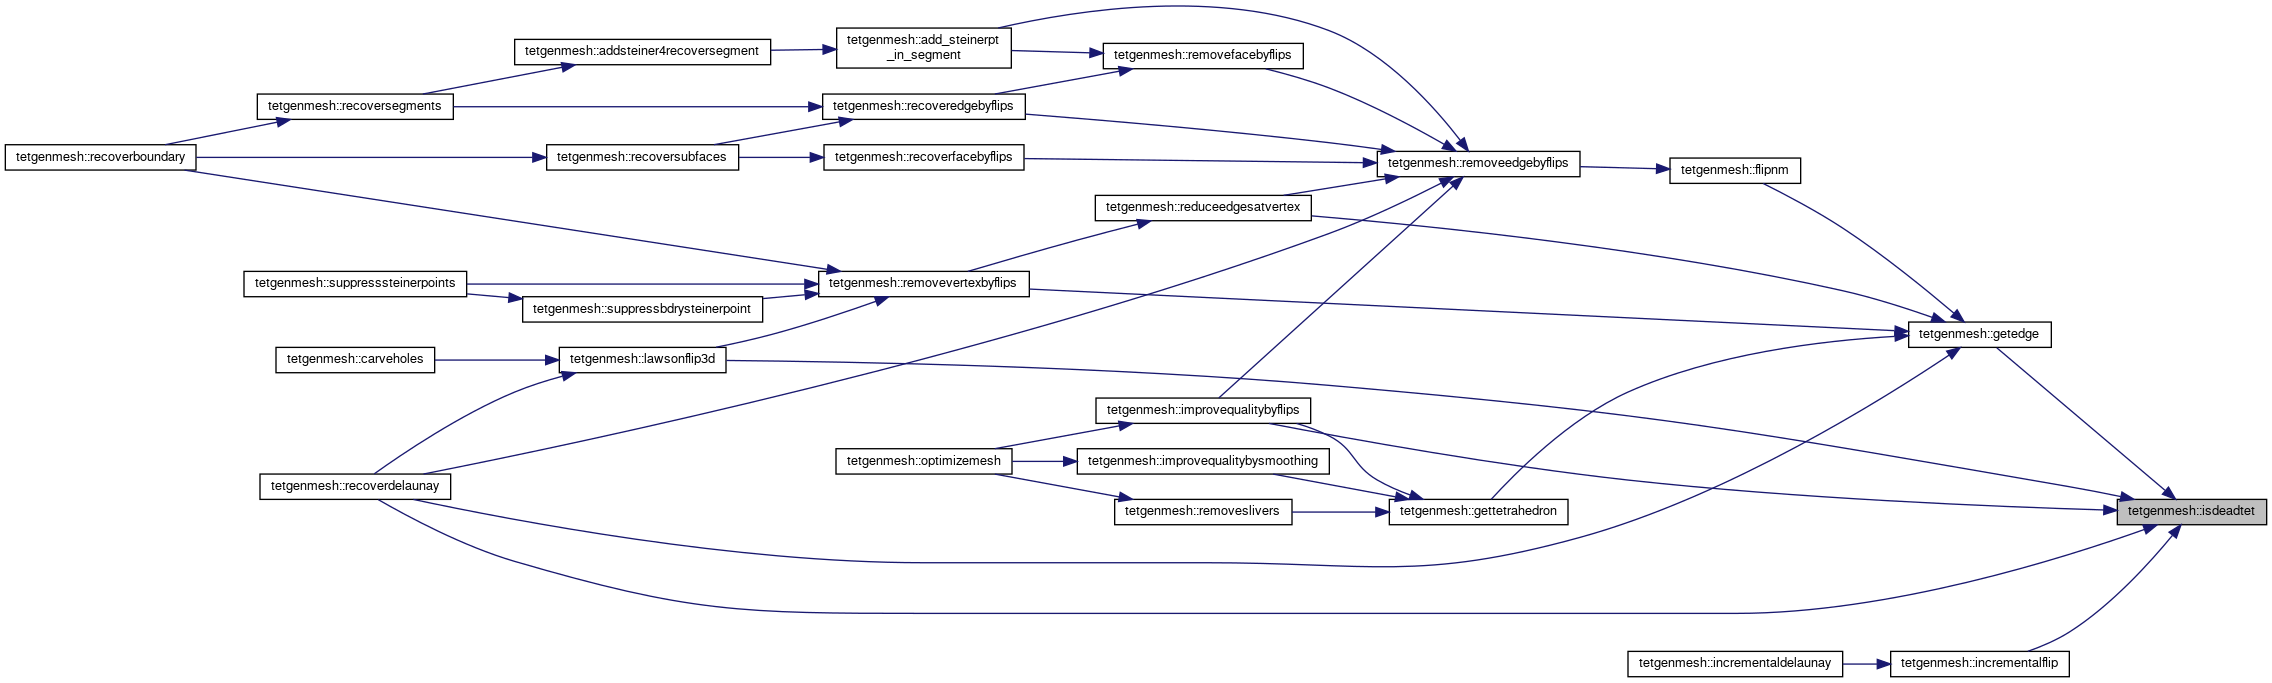 tetgenmesh::add_steinerpt
_in_segment
tetgenmesh::addsteiner4recoversegment
tetgenmesh::removefacebyflips
tetgenmesh::recoversegments
tetgenmesh::recoveredgebyflips
tetgenmesh::recoverboundary
tetgenmesh::recoversubfaces
tetgenmesh::recoverfacebyflips
tetgenmesh::removeedgebyflips
tetgenmesh::flipnm
tetgenmesh::reduceedgesatvertex
tetgenmesh::suppresssteinerpoints
tetgenmesh::removevertexbyflips
tetgenmesh::suppressbdrysteinerpoint
tetgenmesh::getedge
tetgenmesh::carveholes
tetgenmesh::lawsonflip3d
tetgenmesh::improvequalitybyflips
tetgenmesh::optimizemesh
tetgenmesh::improvequalitybysmoothing
tetgenmesh::recoverdelaunay
tetgenmesh::removeslivers
tetgenmesh::gettetrahedron
tetgenmesh::isdeadtet
tetgenmesh::incrementaldelaunay
tetgenmesh::incrementalflip